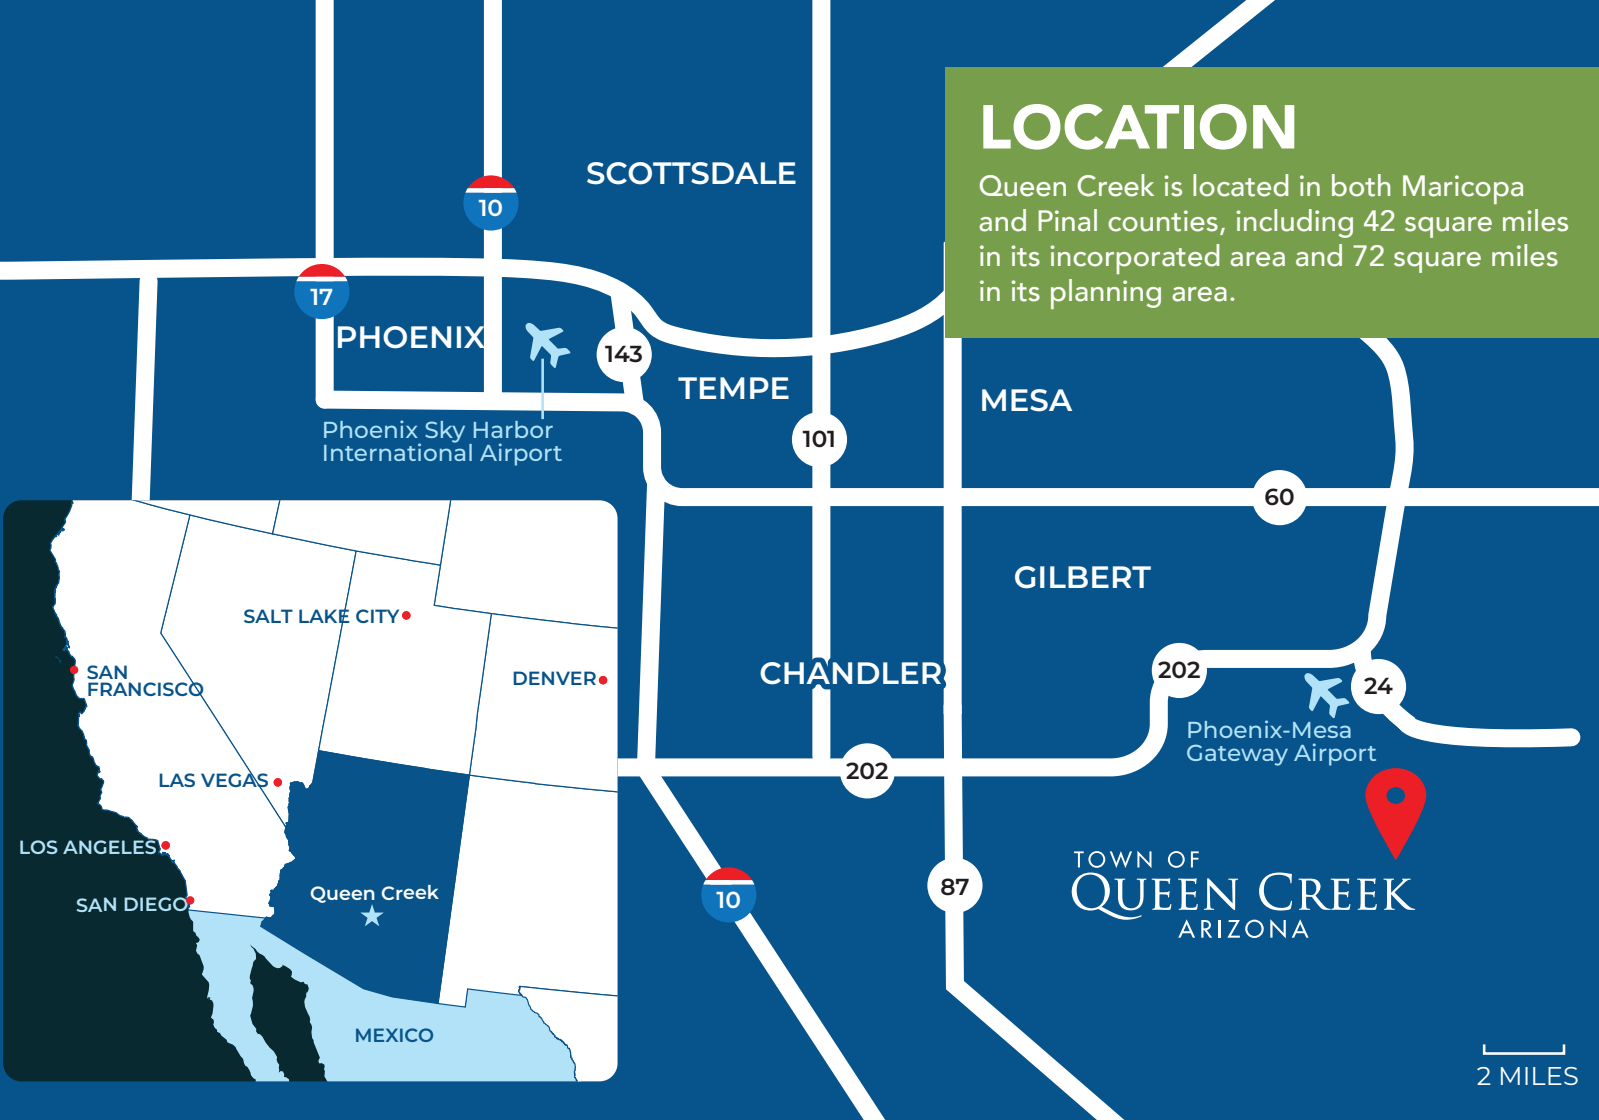 LOCATION
Queen Creek is located in both Maricopa
and Pinal counties, including 42 square miles
in its incorporated area and 72 square miles
in its planning area.
SCOTTSDALE
10
17
PHOENIX
143
TEMPE
MESA
Phoenix Sky Harbor
International Airport
101
60
GILBERT
CHANDLER
202
24
Phoenix-Mesa
Gateway Airport
202
10
87
TOWN OF
QUEEN CREEK
ARIZONA
2 MILES
SALT LAKE CITY
SAN
FRANCISCO
DENVER
LAS VEGAS
LOS ANGELES
Queen Creek
SAN DIEGO
MEXICO